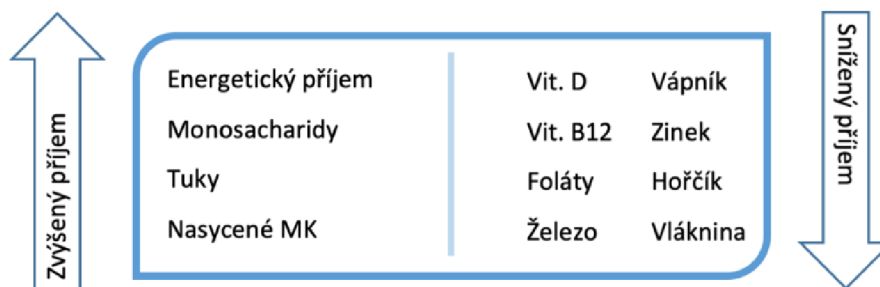 Zvýšený příjem
Energetický příjem
Monosacharidy
Tuky
Nasycené MK
Vit. D Vápník
Vit. B12 Zinek
Foláty Hořčík
Železo Vláknina
Snížený příjem